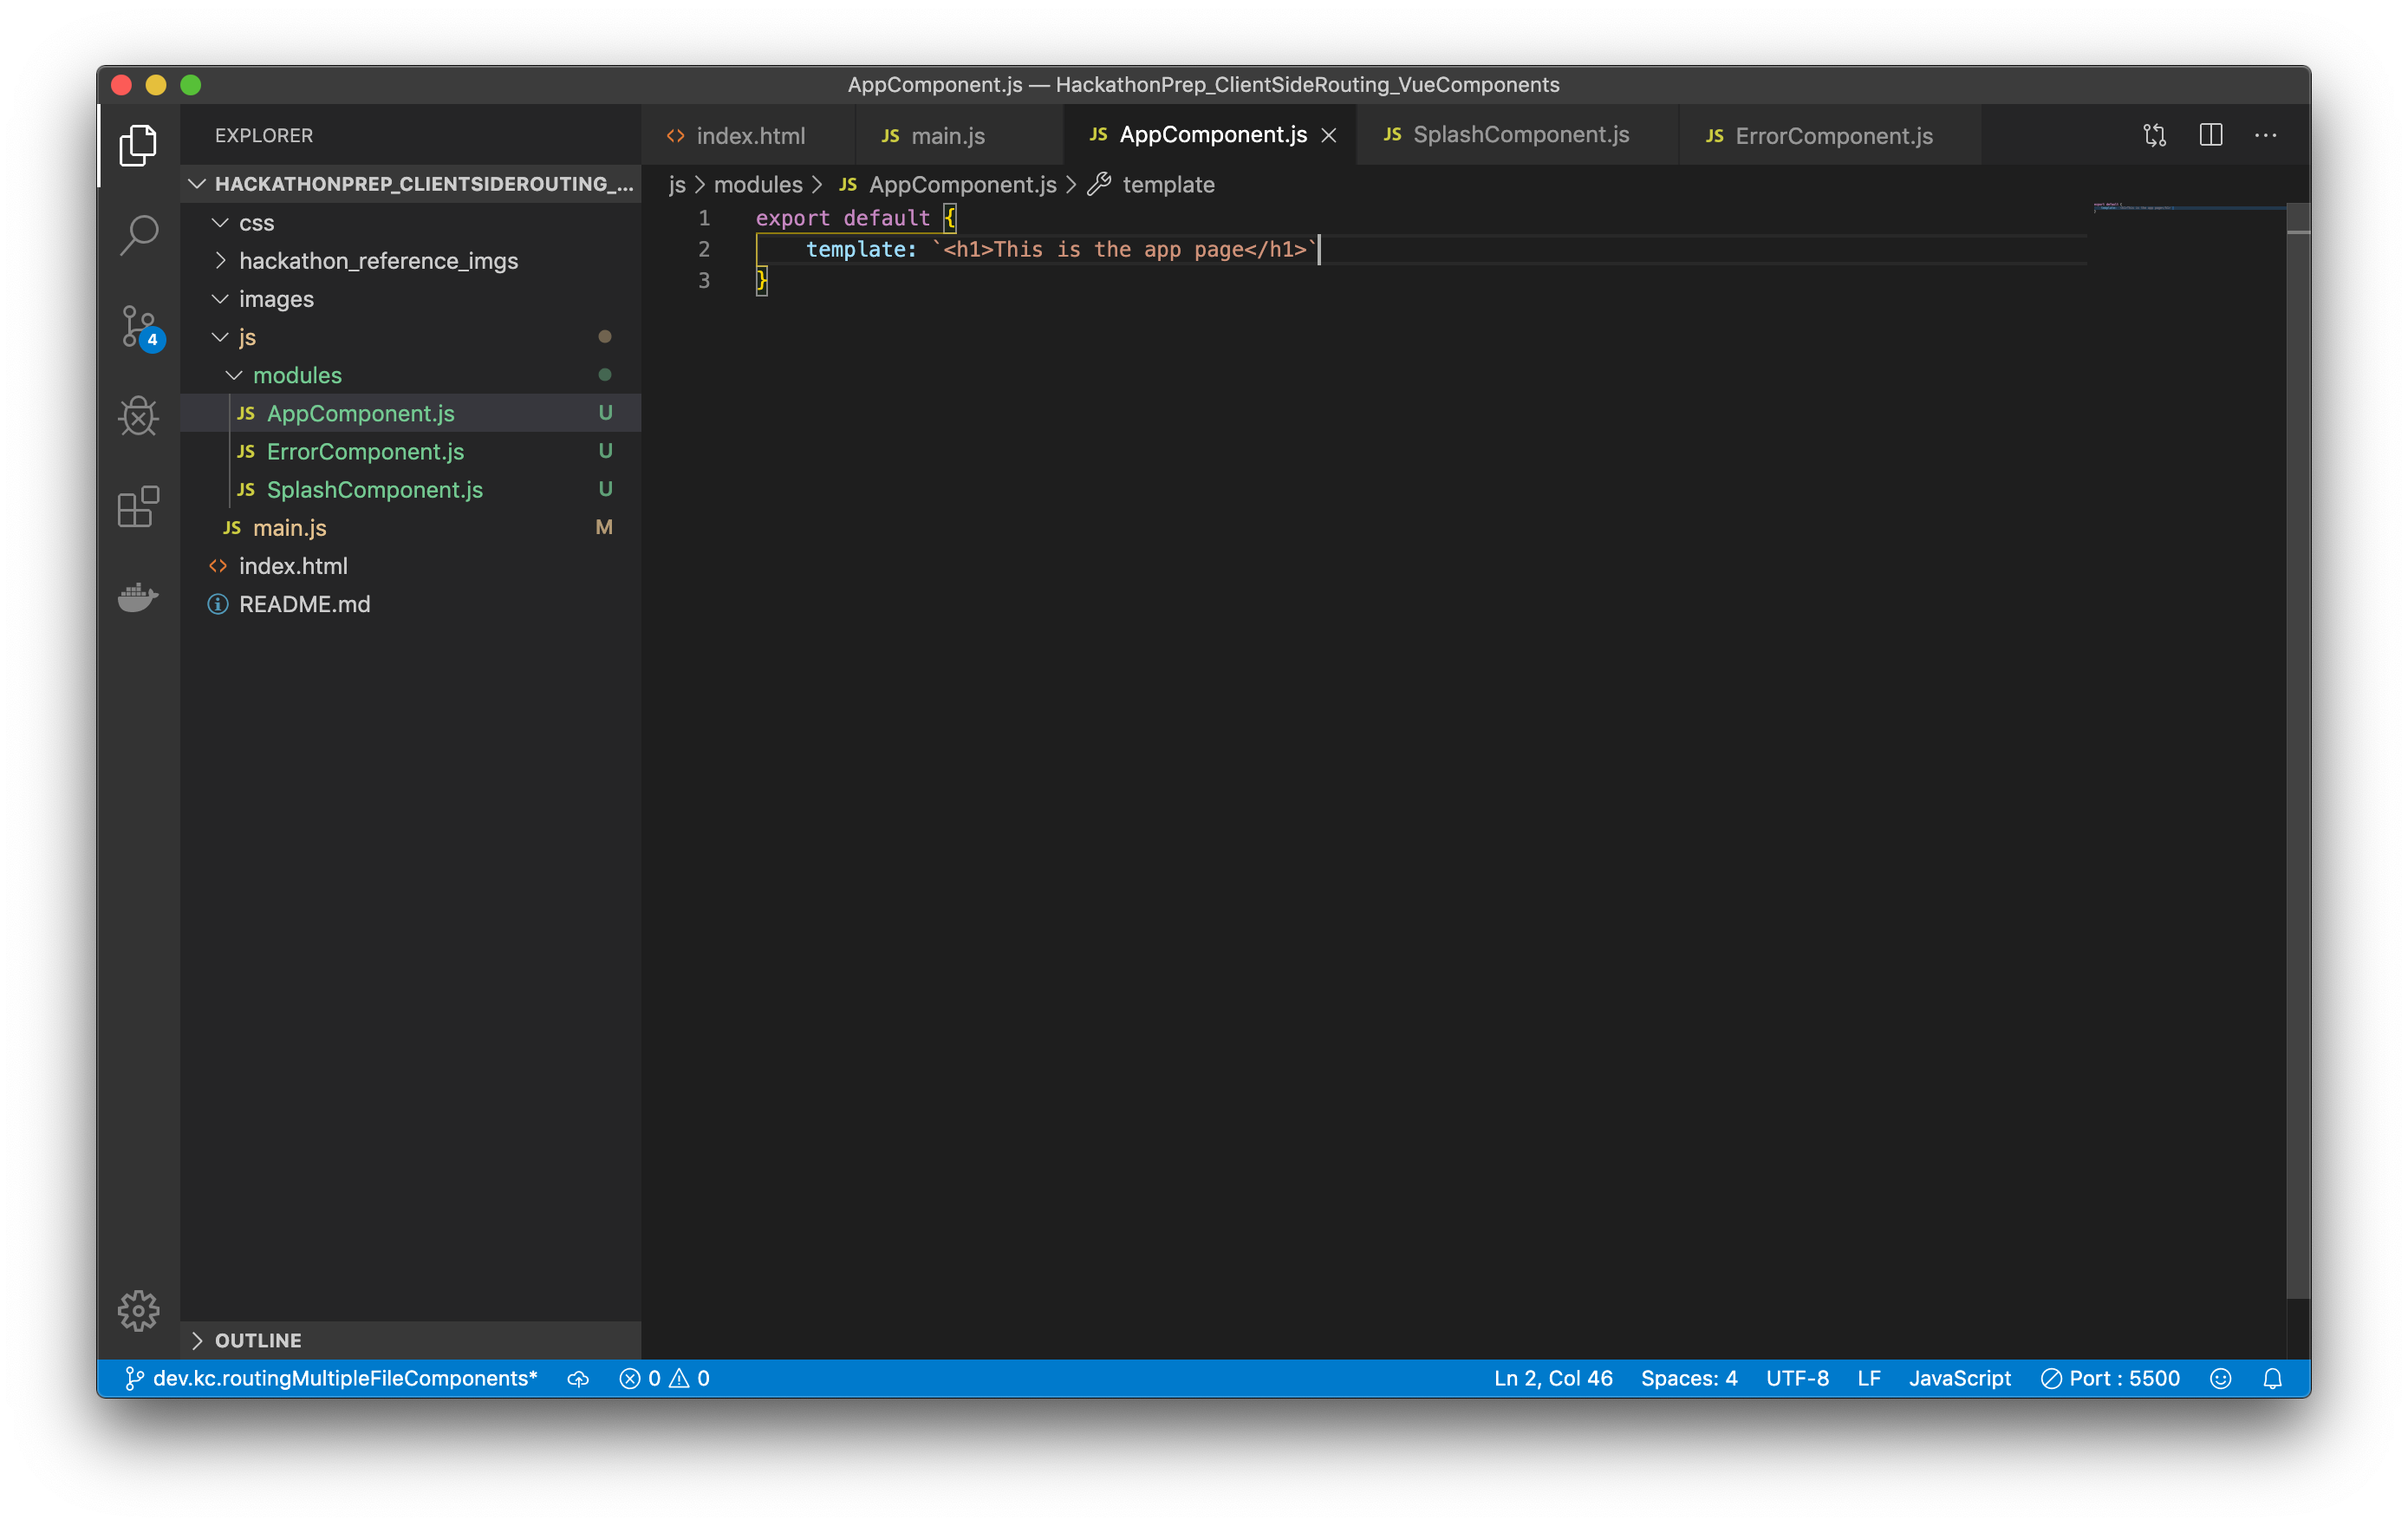 AppComponent.js — HackathonPrep_ClientSideRouting_VueComponents
EXPLORER
HACKATHONPREP_CLIENTSIDEROUTING_...
css
hackathon_reference_imgs
images
js
modules
JS AppComponent.js U
JS ErrorComponent.js U
JS SplashComponent.js U
JS main.js M
<> index.html
README.md
OUTLINE
4
<> index.html JS main.js JS AppComponent.js JS SplashComponent.js JS ErrorComponent.js
js > modules > JS AppComponent.js > template
1 export default {
2 template: `<h1>This is the app page</h1>`
3 }
dev.kc.routingMultipleFileComponents* 0 0 Ln 2, Col 46 Spaces: 4 UTF-8 LF JavaScript Port : 5500